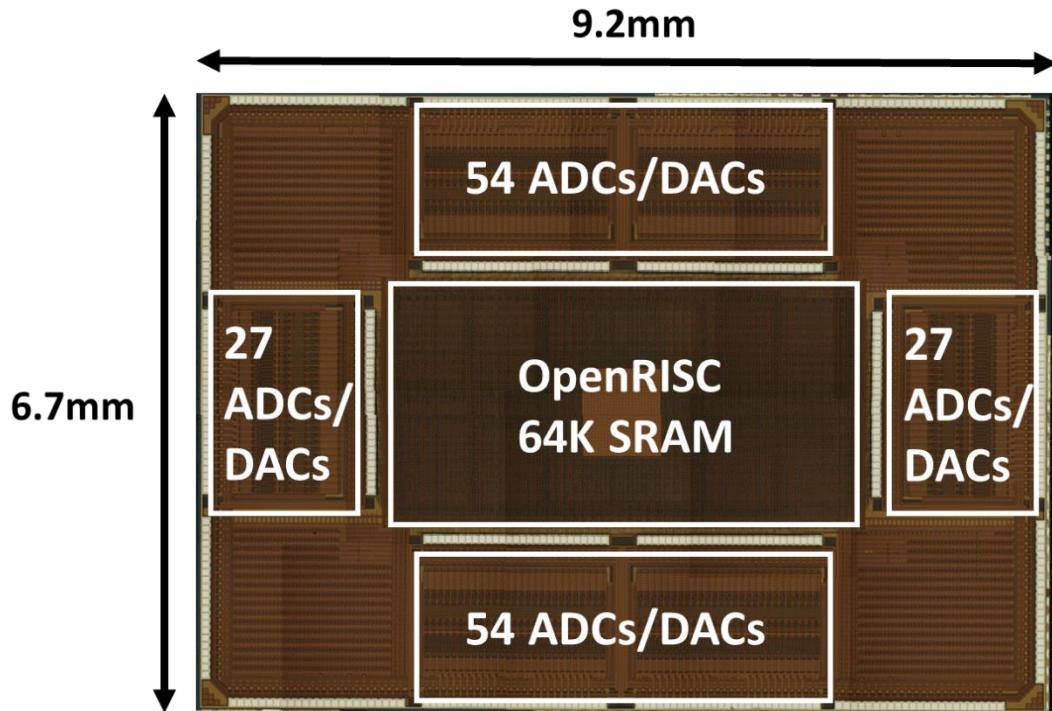 9.2mm
54 ADCs/DACs
6.7mm
27
ADCs/
DACs
OpenRISC
64K SRAM
27
ADCs/
DACs
54 ADCs/DACs